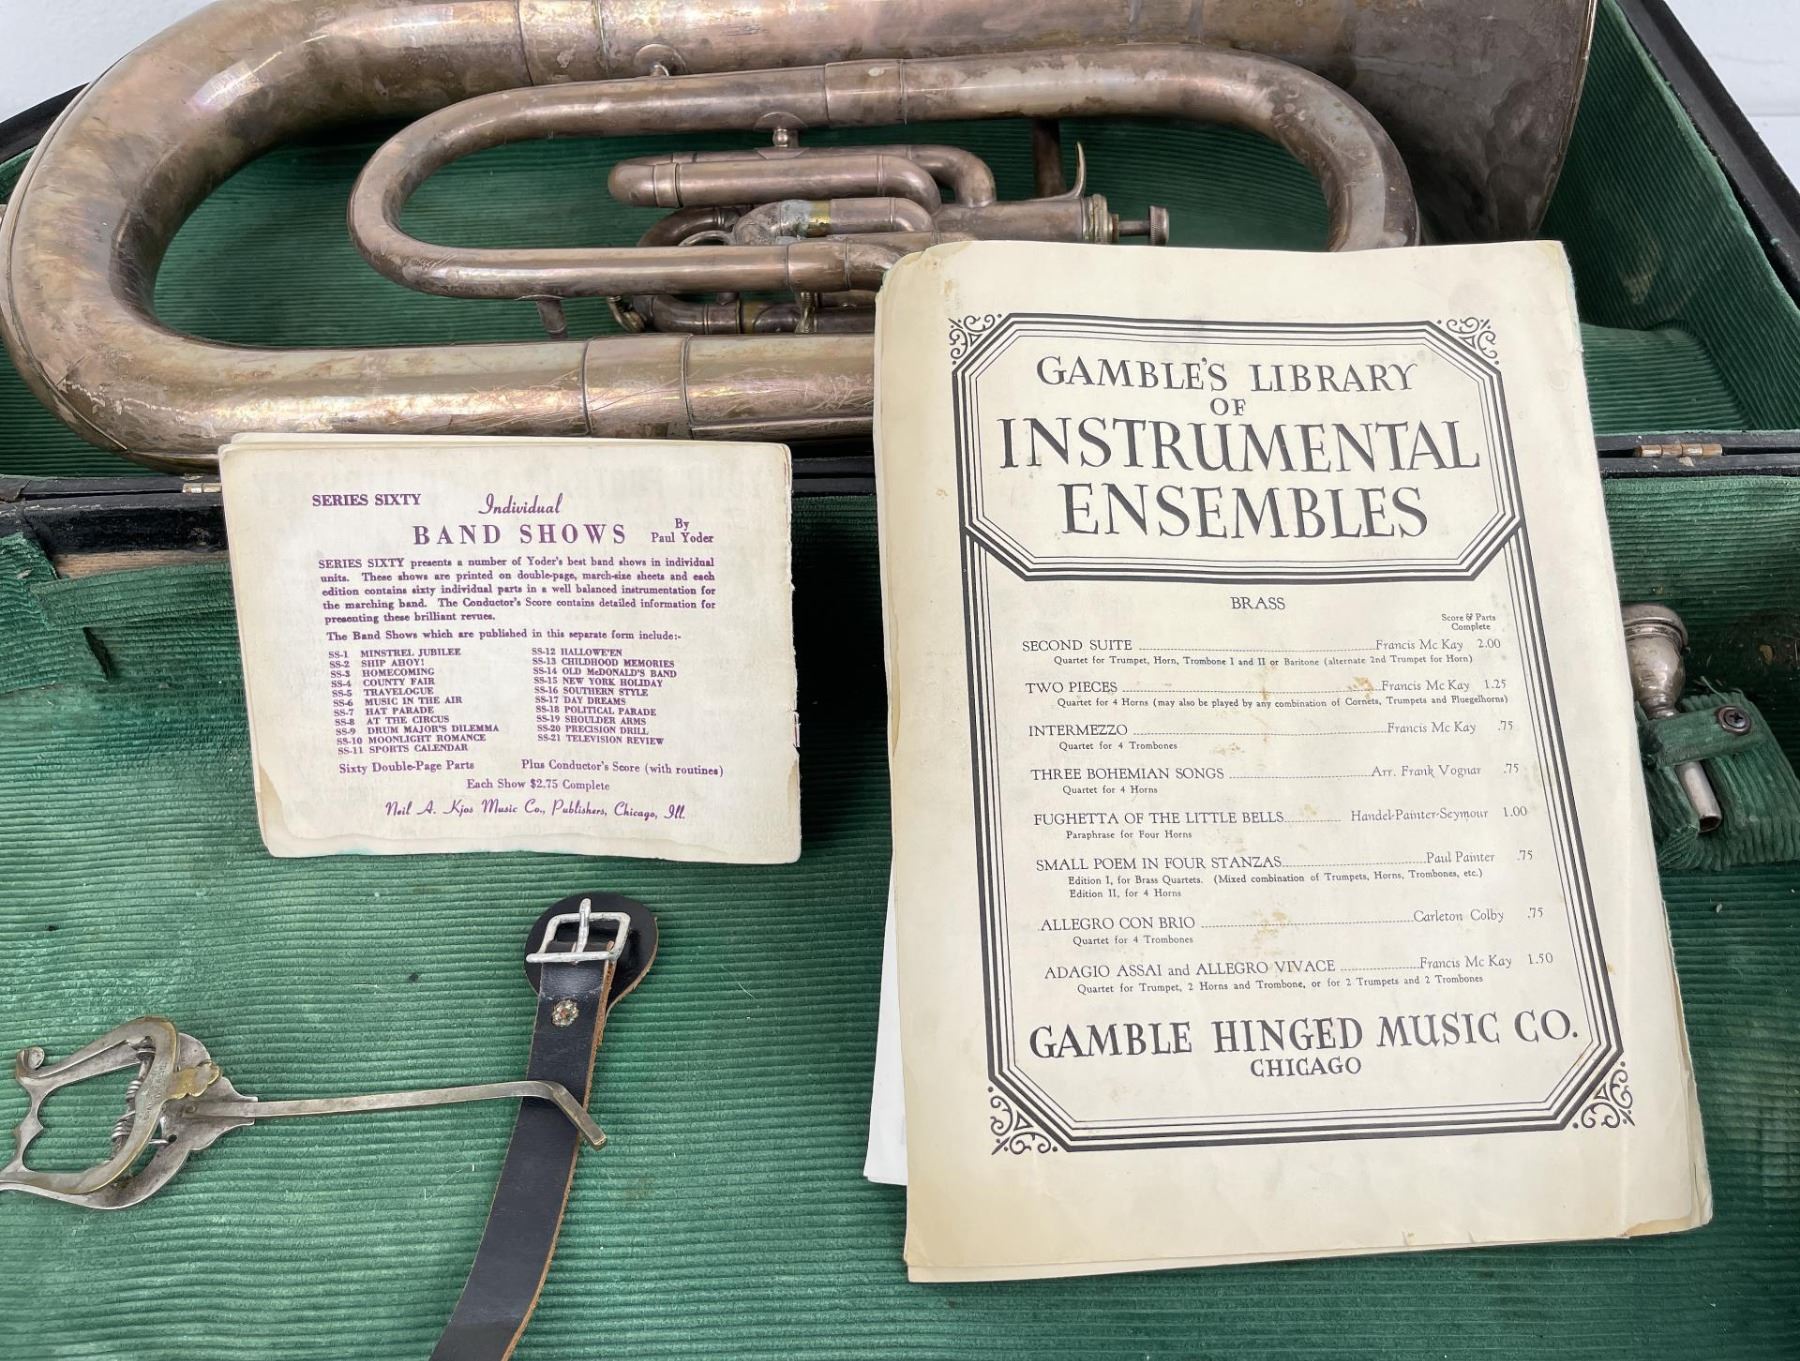 SERIES SIXTY Individual
BAND SHOWS By Paul Yoder
SERIES SIXTY presents a number of Yoder's best band shows in individual
units. These shows are printed on double-page, march-size sheets and each
edition contains sixty individual parts in a well balanced instrumentation for
the marching band. The Conductor's Score contains detailed information for
presenting these brilliant revues.
The Band Shows which are published in this separate form include:-
SS-1 MINSTREL JUBILEE
SS-2 SHIP AHOY!
SS-3 HOMECOMING
SS-4 COUNTY FAIR
SS-5 TRAVELOGUE
SS-6 MUSIC IN THE AIR
SS-7 HAT PARADE
SS-8 AT THE CIRCUS
SS-9 DRUM MAJOR'S DILEMMA
SS-10 MOONLIGHT ROMANCE
SS-11 SPORTS CALENDAR
SS-12 HALLOWE'EN
SS-13 CHILDHOOD MEMORIES
SS-14 OLD McDONALD'S BAND
SS-15 NEW YORK HOLIDAY
SS-16 SOUTHERN STYLE
SS-17 DAY DREAMS
SS-18 POLITICAL PARADE
SS-19 SHOULDER ARMS
SS-20 PRECISION DRILL
SS-21 TELEVISION REVIEW
Sixty Double-Page Parts Plus Conductor's Score (with routines)
Each Show $2.75 Complete
Neil A. Kjos Music Co., Publishers, Chicago, Ill.
GAMBLE'S LIBRARY
OF
INSTRUMENTAL
ENSEMBLES
BRASS
Score & Parts
Complete
SECOND SUITE Francis Mc Kay 2.00
Quartet for Trumpet, Horn, Trombone I and II or Baritone (alternate 2nd Trumpet for Horn)
TWO PIECES Francis Mc Kay 1.25
Quartet for 4 Horns (may also be played by any combination of Cornets, Trumpets and Fluegelhorns)
INTERMEZZO Francis Mc Kay .75
Quartet for 4 Trombones
THREE BOHEMIAN SONGS Arr. Frank Vognar .75
Quartet for 4 Horns
FUGHETTA OF THE LITTLE BELLS Handel-Painter-Seymour 1.00
Paraphrase for Four Horns
SMALL POEM IN FOUR STANZAS Paul Painter .75
Edition I, for Brass Quartets. (Mixed combination of Trumpets, Horns, Trombones, etc.)
Edition II, for 4 Horns
ALLEGRO CON BRIO Carleton Colby .75
Quartet for 4 Trombones
ADAGIO ASSAI and ALLEGRO VIVACE Francis Mc Kay 1.50
Quartet for Trumpet, 2 Horns and Trombone, or for 2 Trumpets and 2 Trombones
GAMBLE HINGED MUSIC CO.
CHICAGO